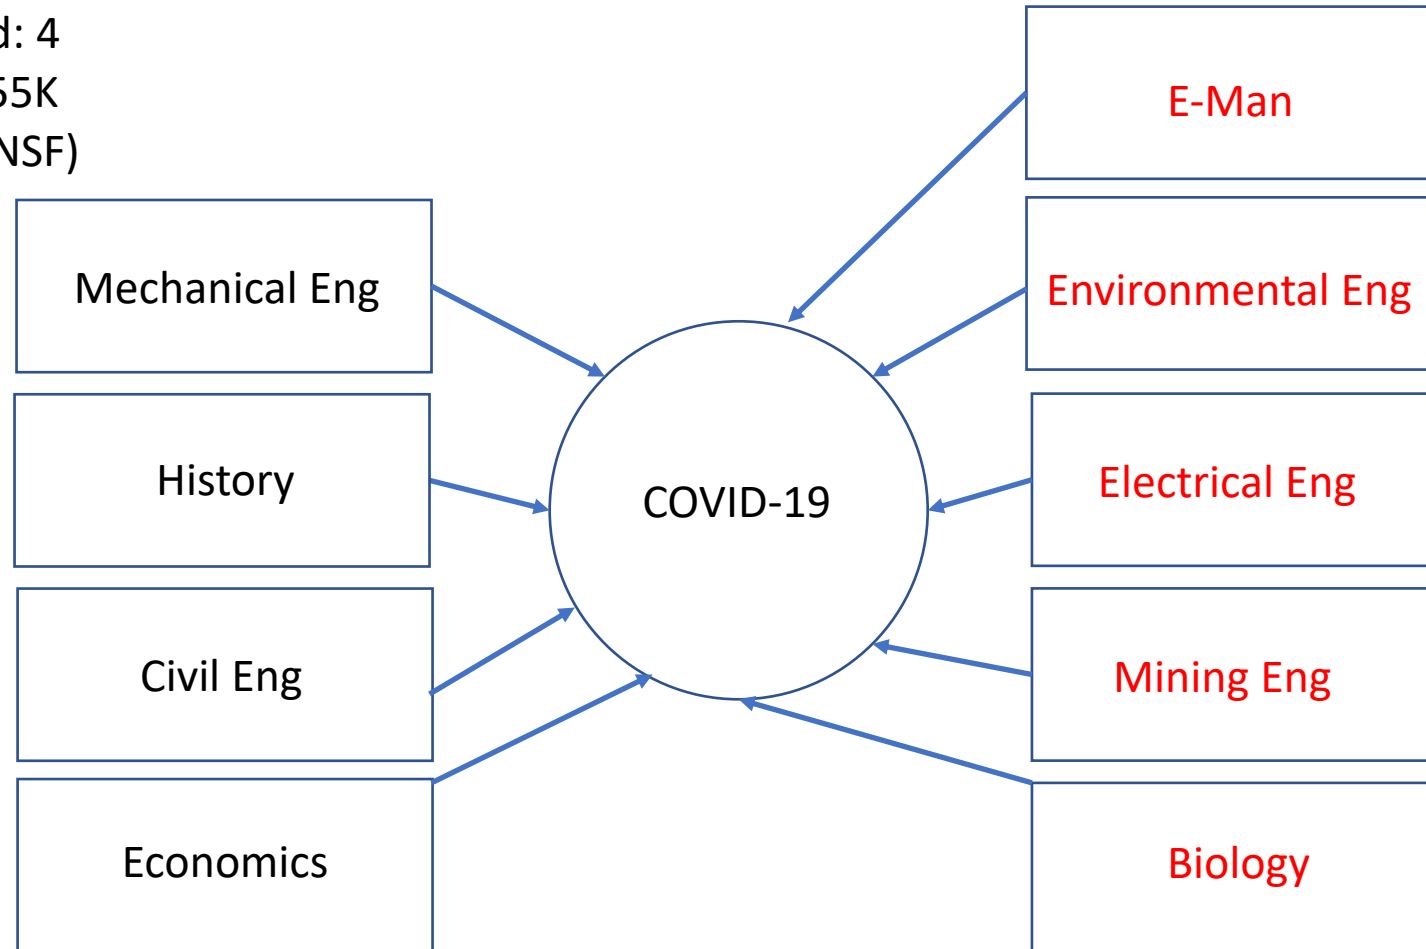 d: 4
55K
NSF)
E-Man
Mechanical Eng
Environmental Eng
History
COVID-19
Electrical Eng
Civil Eng
Mining Eng
Economics
Biology